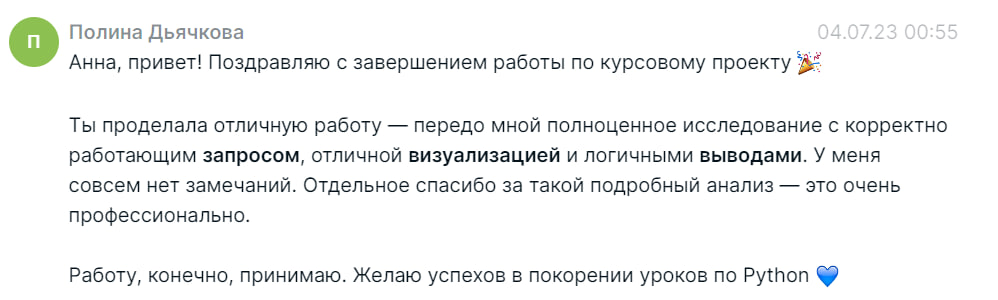 П
Полина Дьячкова 04.07.23 00:55
Анна, привет! Поздравляю с завершением работы по курсовому проекту 🎉
Ты проделала отличную работу — передо мной полноценное исследование с корректно
работающим запросом, отличной визуализацией и логичными выводами. У меня
совсем нет замечаний. Отдельное спасибо за такой подробный анализ — это очень
профессионально.
Работу, конечно, принимаю. Желаю успехов в покорении уроков по Python 💙